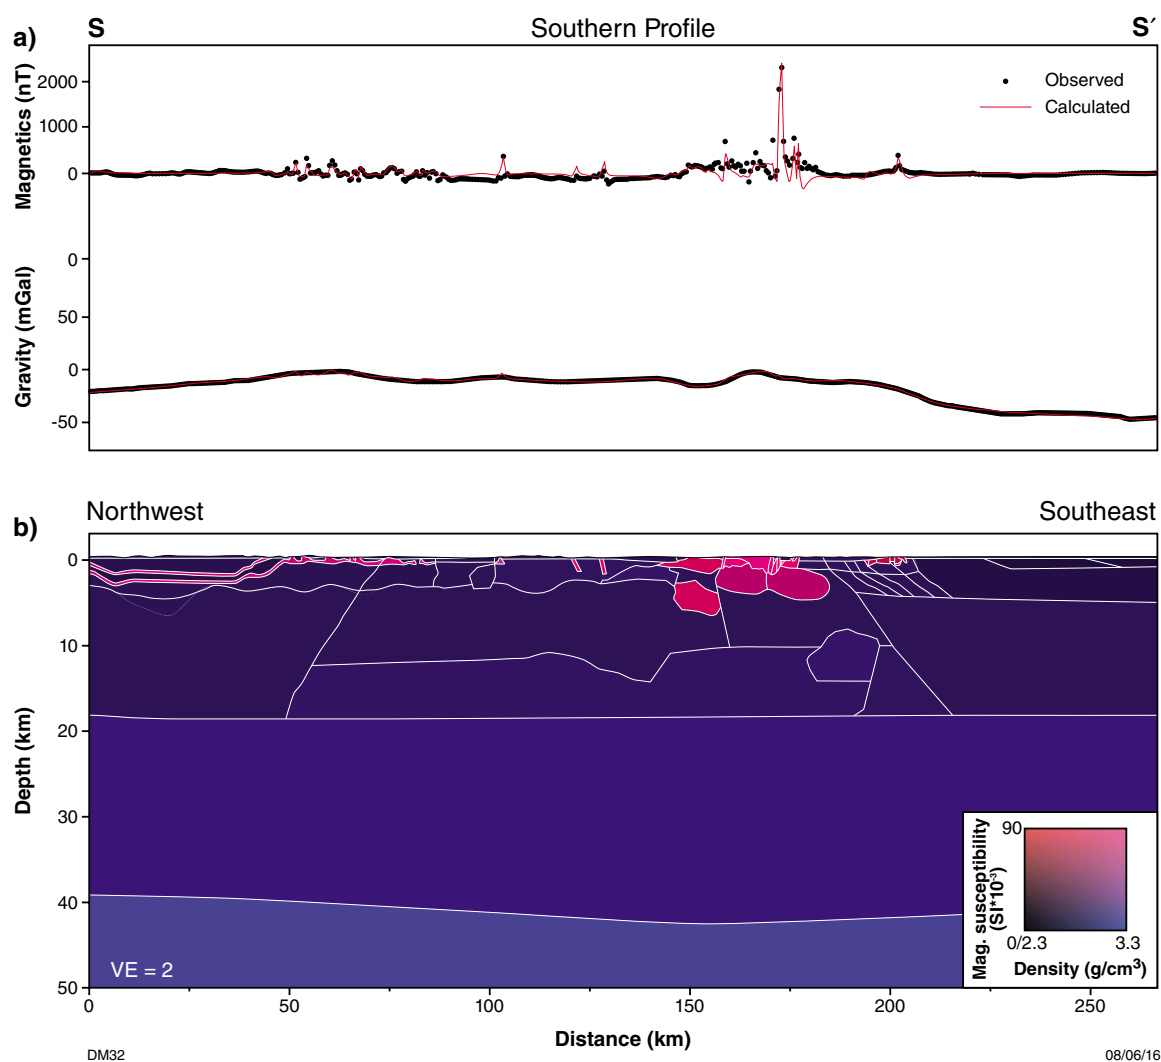 a)
S
Southern Profile
S′
Magnetics (nT)
2000
1000
0
Observed
Calculated
Gravity (mGal)
0
50
0
-50
b)
Northwest
Southeast
Depth (km)
0
10
20
30
40
50
VE = 2
Mag. susceptibility
(SI*10⁻³)
90
0/2.3
3.3
Density (g/cm³)
0
50
100
150
200
250
Distance (km)
DM32
08/06/16